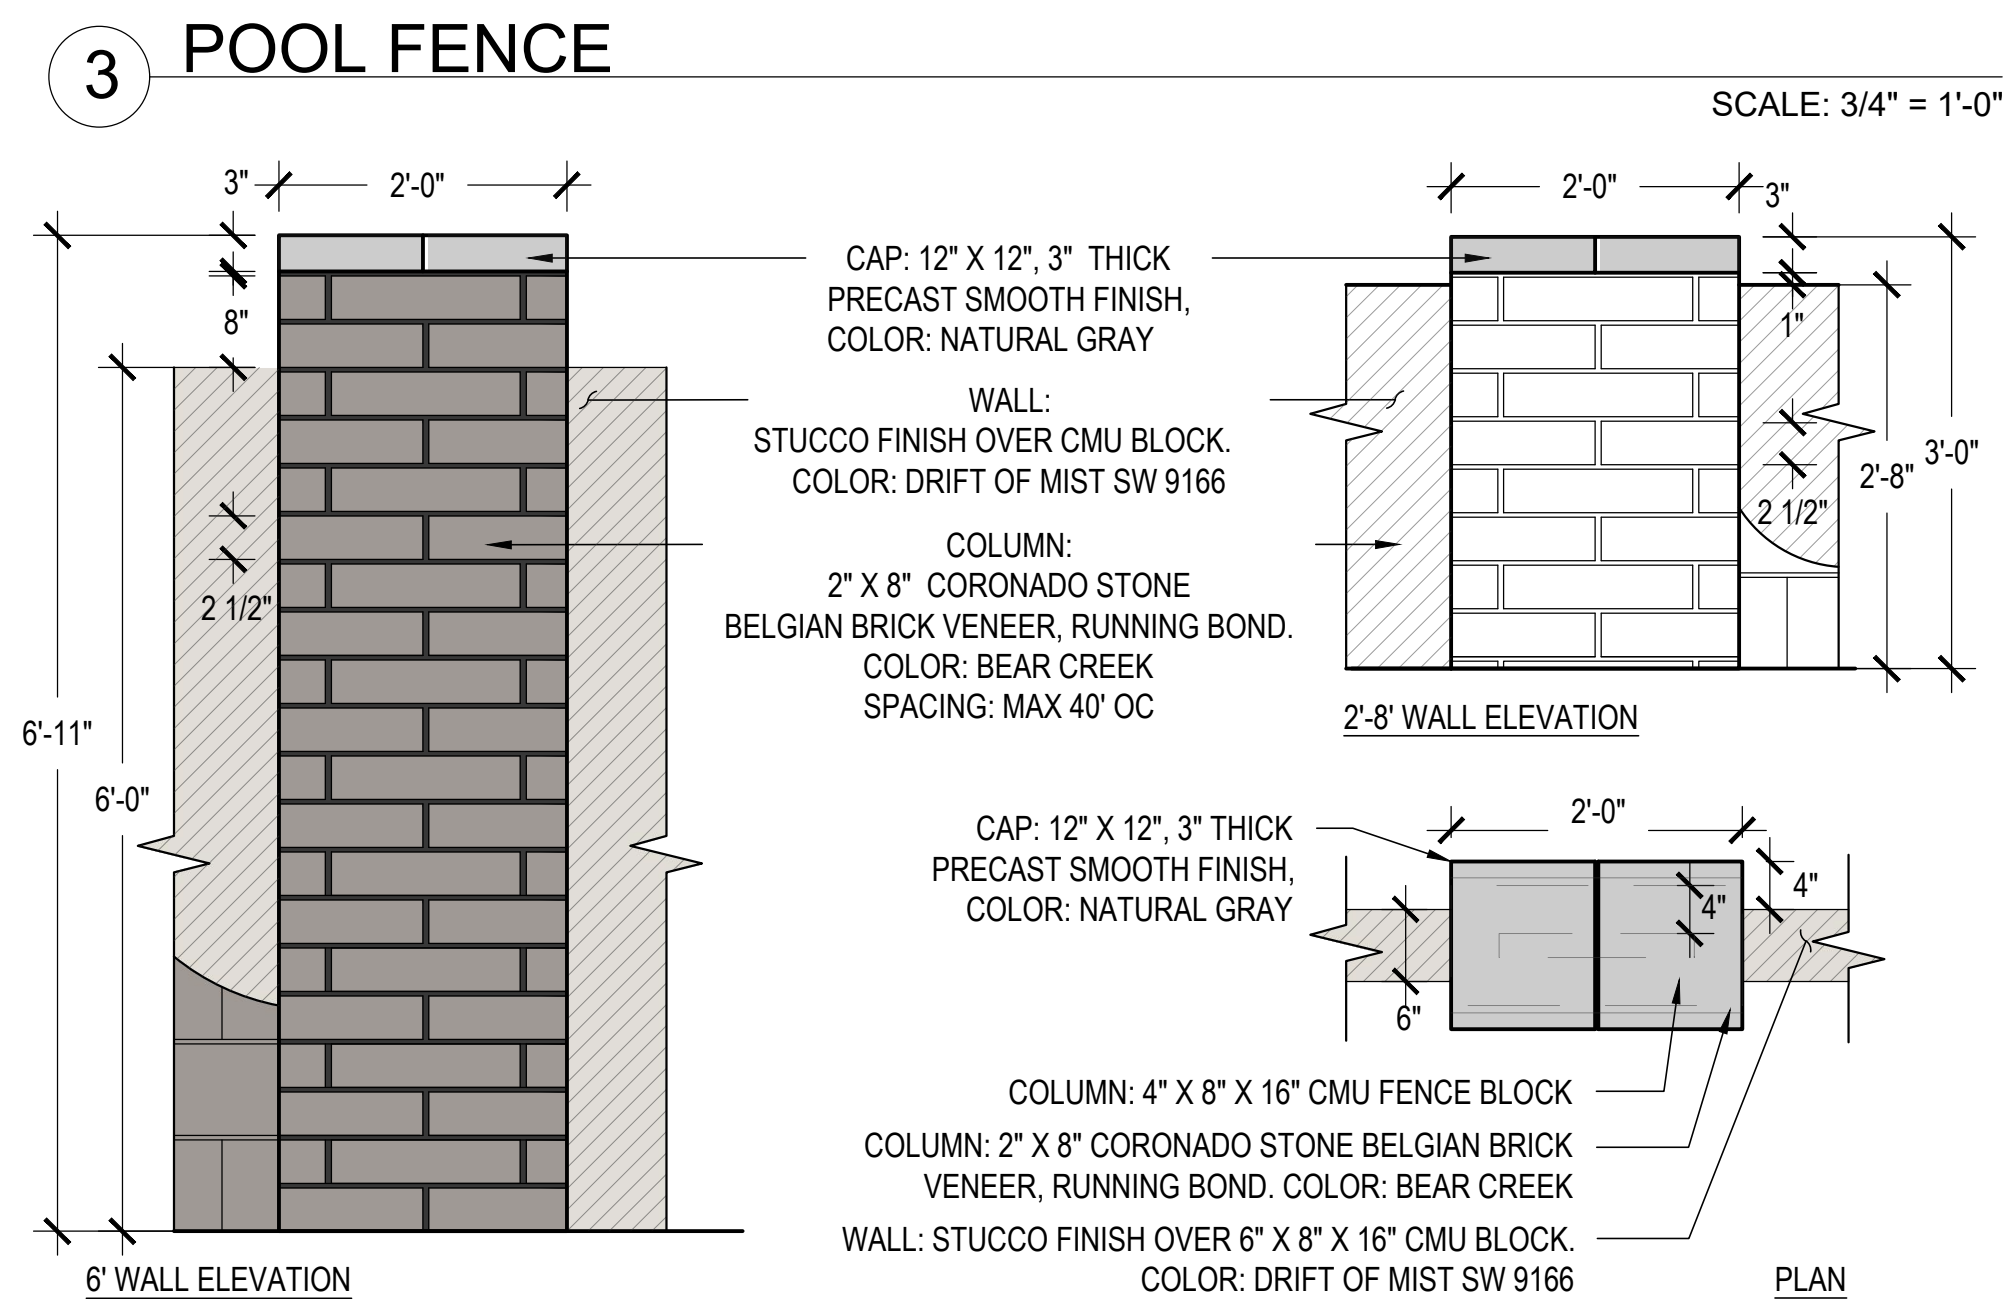 3
POOL FENCE
SCALE: 3/4" = 1'-0"
3"
2'-0"
8"
2 1/2"
6'-11"
6'-0"
6' WALL ELEVATION
CAP: 12" X 12", 3" THICK
PRECAST SMOOTH FINISH,
COLOR: NATURAL GRAY
WALL:
STUCCO FINISH OVER CMU BLOCK.
COLOR: DRIFT OF MIST SW 9166
COLUMN:
2" X 8" CORONADO STONE
BELGIAN BRICK VENEER, RUNNING BOND.
COLOR: BEAR CREEK
SPACING: MAX 40' OC
2'-0"
3"
1"
2 1/2"
2'-8"
3'-0"
2'-8' WALL ELEVATION
CAP: 12" X 12", 3" THICK
PRECAST SMOOTH FINISH,
COLOR: NATURAL GRAY
2'-0"
4"
4"
6"
COLUMN: 4" X 8" X 16" CMU FENCE BLOCK
COLUMN: 2" X 8" CORONADO STONE BELGIAN BRICK
VENEER, RUNNING BOND. COLOR: BEAR CREEK
WALL: STUCCO FINISH OVER 6" X 8" X 16" CMU BLOCK.
COLOR: DRIFT OF MIST SW 9166
PLAN